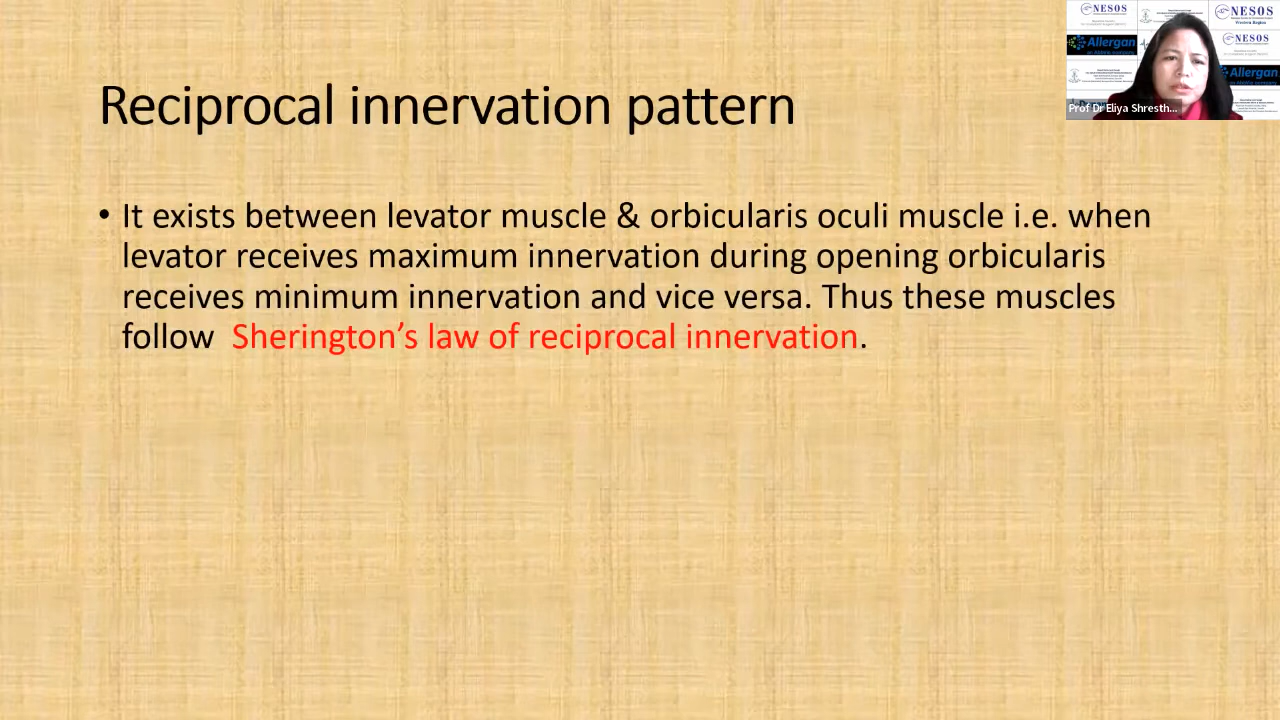 Reciprocal innervation pattern
• It exists between levator muscle & orbicularis oculi muscle i.e. when
levator receives maximum innervation during opening orbicularis
receives minimum innervation and vice versa. Thus these muscles
follow  Sherington’s law of reciprocal innervation.
NESOS
NESOS
Allergan
NESOS
Allergan
Prof Dr Eliya Shresth...